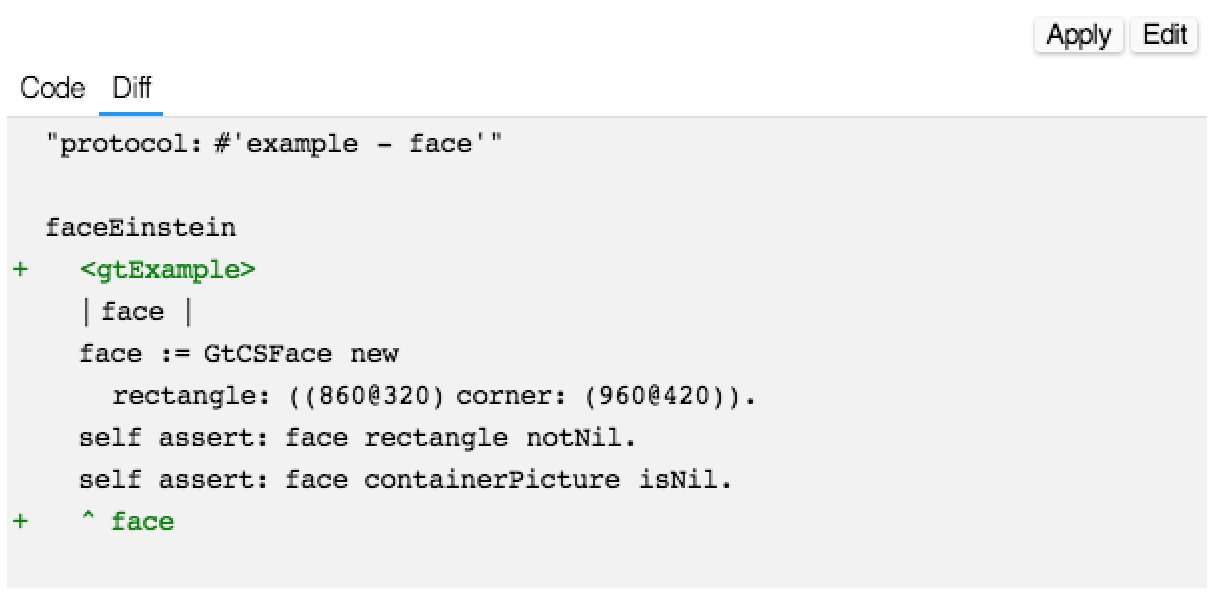 Apply Edit
Code Diff
"protocol: #'example - face'"
faceEinstein
+ <gtExample>
| face |
face := GtCSFace new
rectangle: ((860@320) corner: (960@420)).
self assert: face rectangle notNil.
self assert: face containerPicture isNil.
+ ^ face